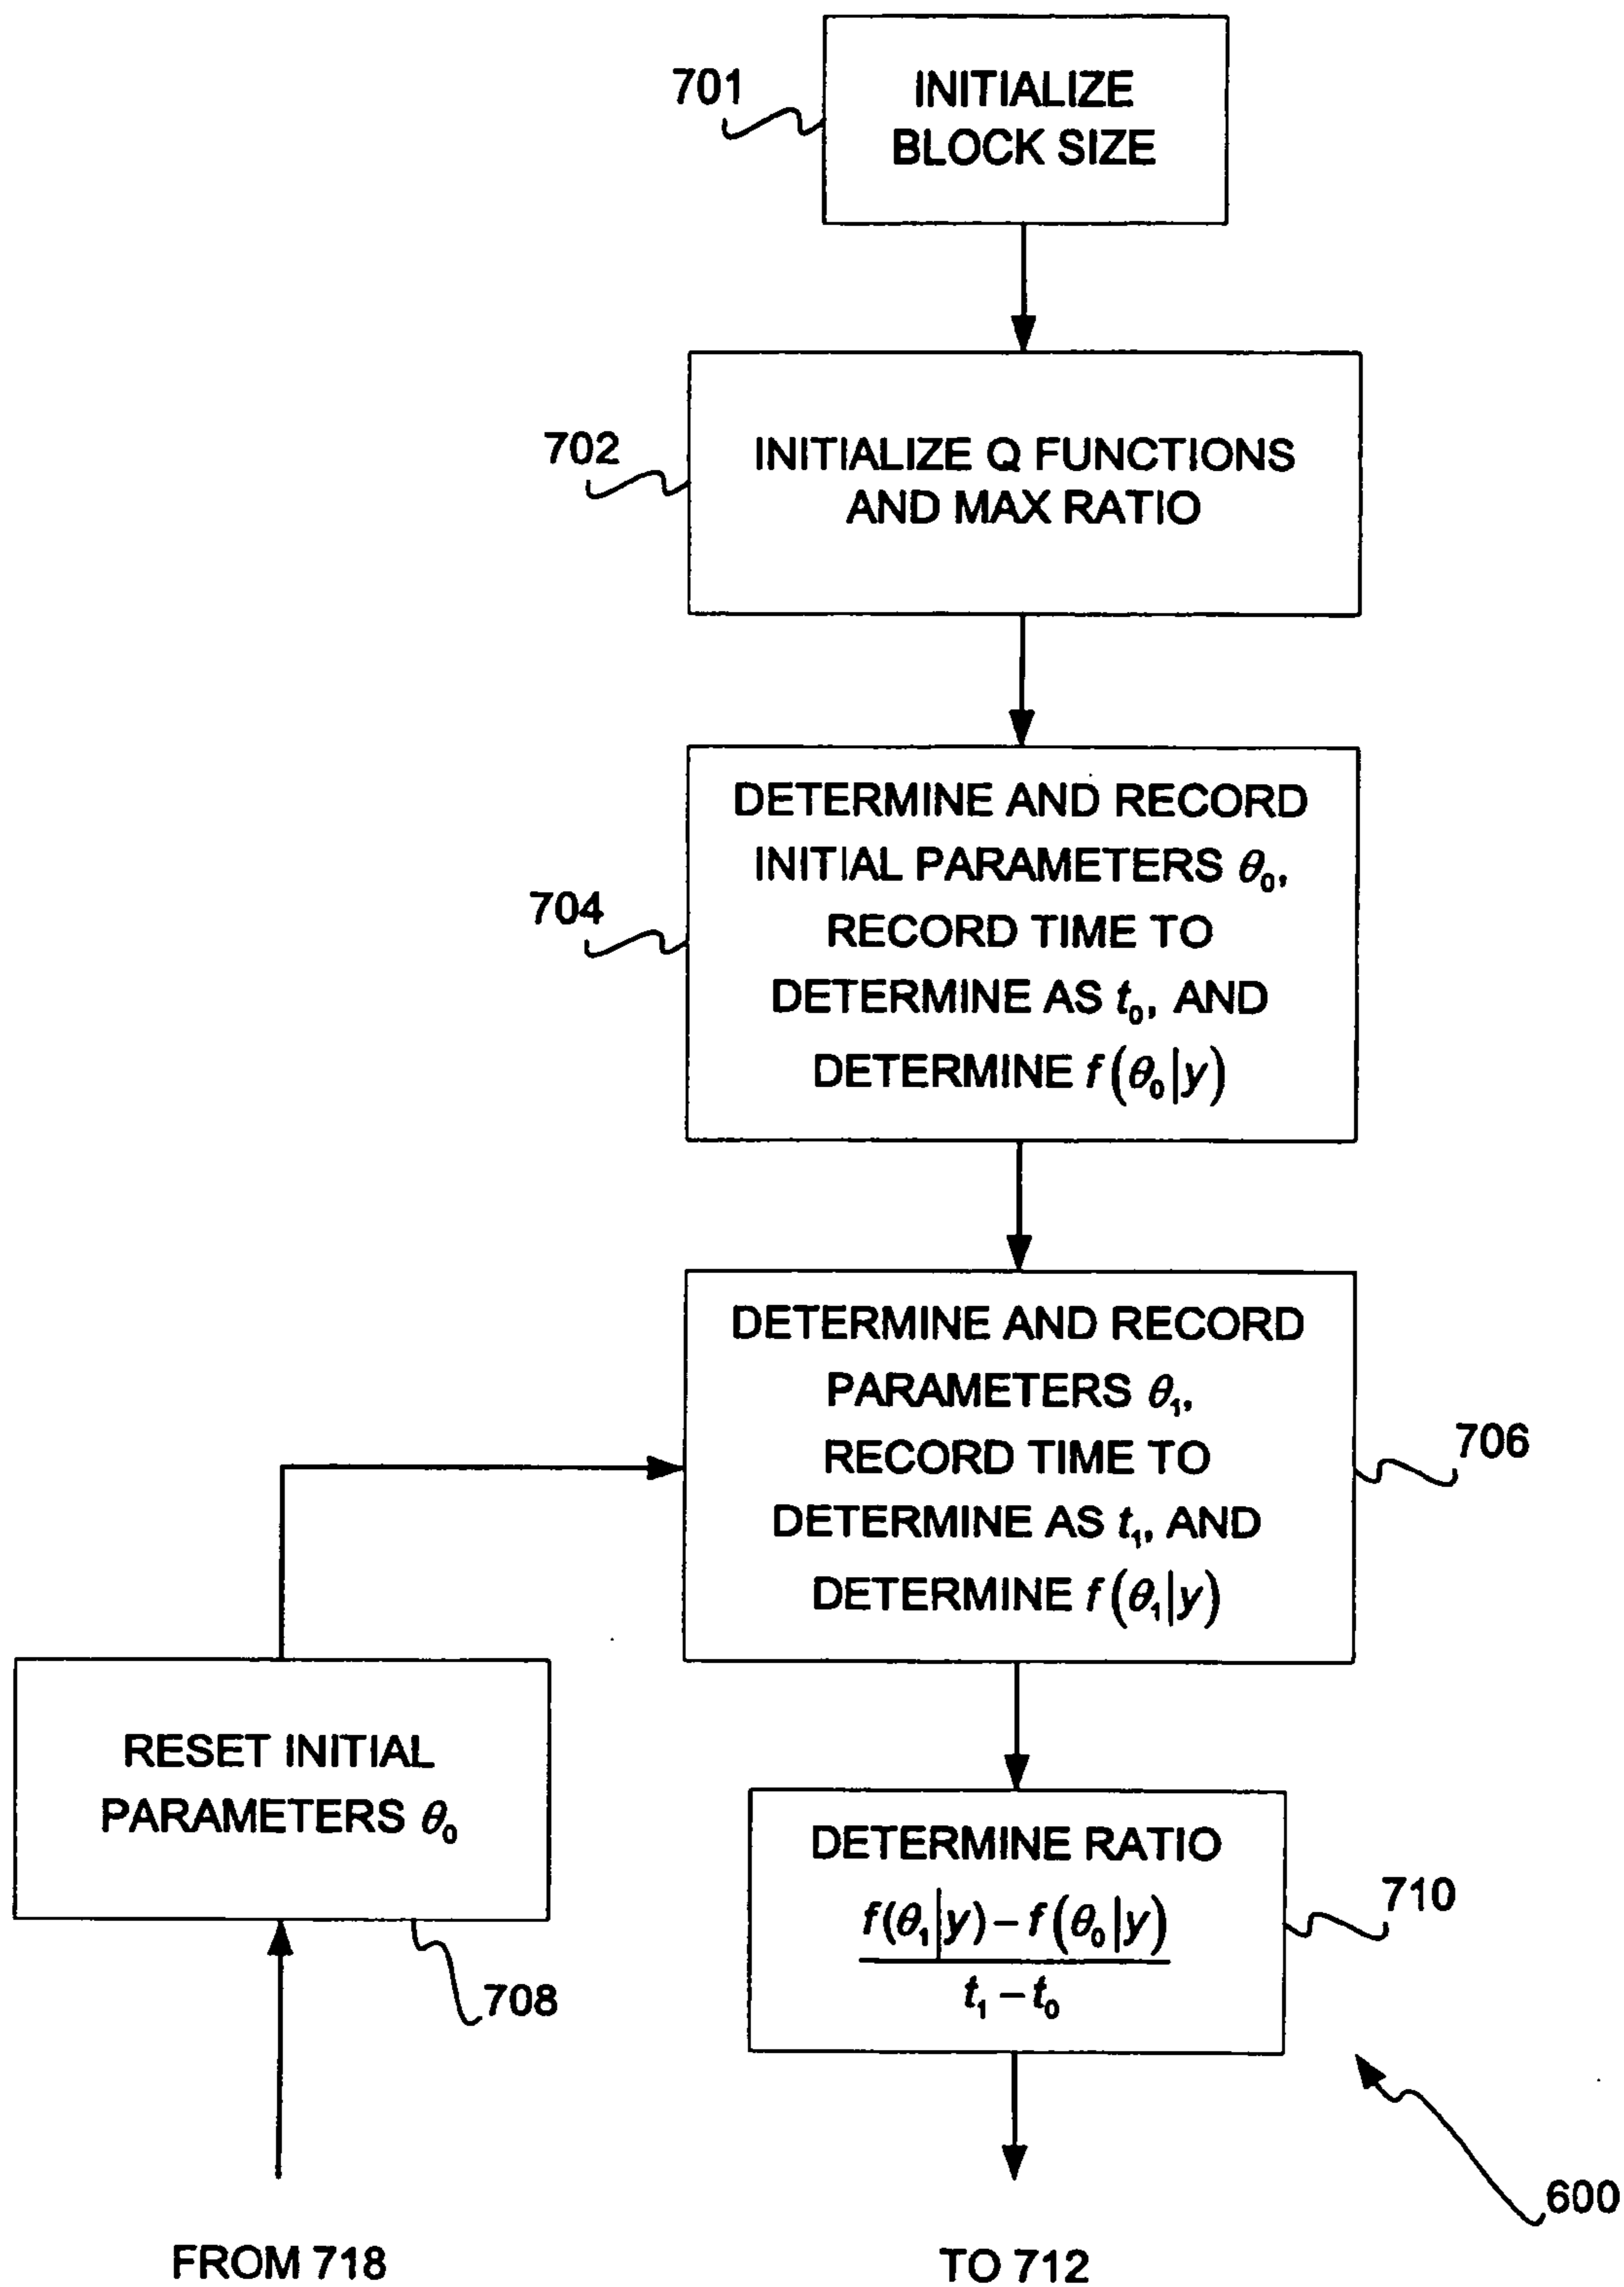 701
INITIALIZE
BLOCK SIZE
702
INITIALIZE Q FUNCTIONS
AND MAX RATIO
704
DETERMINE AND RECORD
INITIAL PARAMETERS θ₀,
RECORD TIME TO
DETERMINE AS t₀, AND
DETERMINE f(θ₀|y)
706
DETERMINE AND RECORD
PARAMETERS θ₁,
RECORD TIME TO
DETERMINE AS t₁, AND
DETERMINE f(θ₁|y)
RESET INITIAL
PARAMETERS θ₀
708
DETERMINE RATIO
f(θ₁|y) – f(θ₀|y)
t₁ – t₀
710
600
FROM 718
TO 712